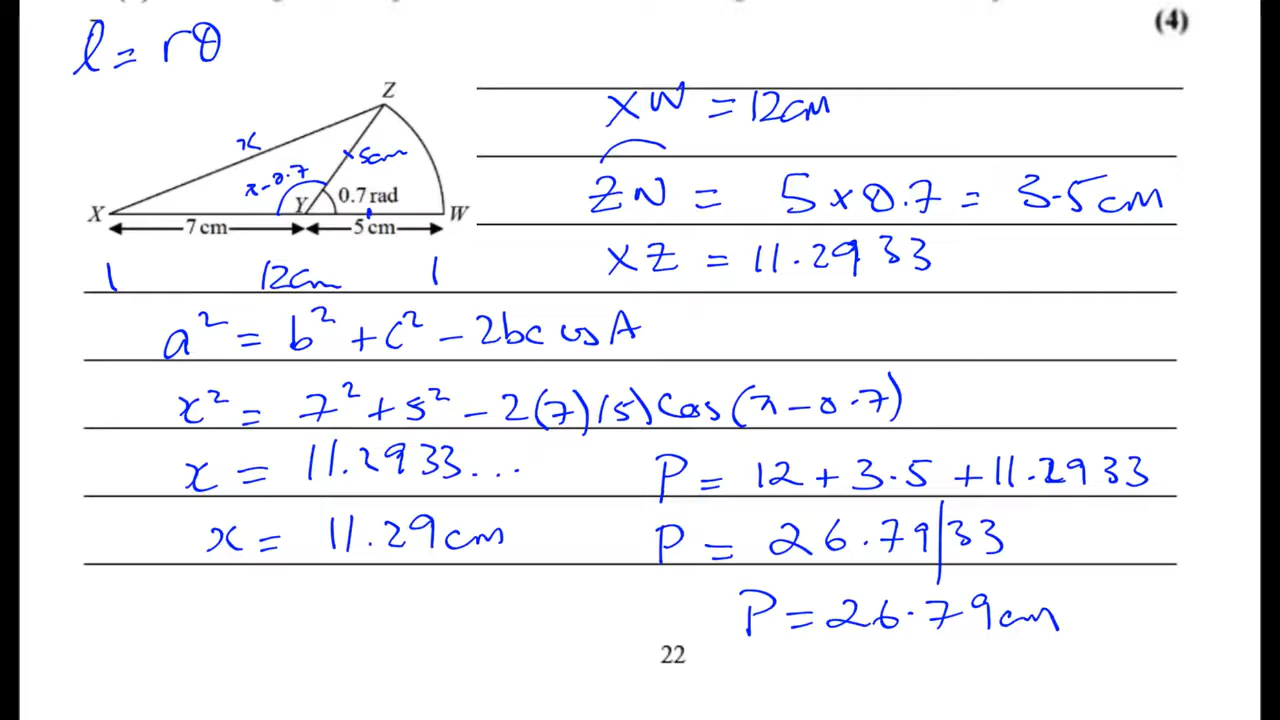 (4)
l = rθ
Z
x
5cm
π-0.7
Y
0.7 rad
X
W
7 cm
5 cm
12cm
XW = 12cm
ZW = 5 x 0.7 = 3.5cm
XZ = 11.2933
a² = b² + c² - 2bc cos A
x² = 7² + 5² - 2(7)(5) cos (π - 0.7)
x = 11.2933...
x = 11.29cm
P = 12 + 3.5 + 11.2933
P = 26.79|33
P = 26.79cm
22